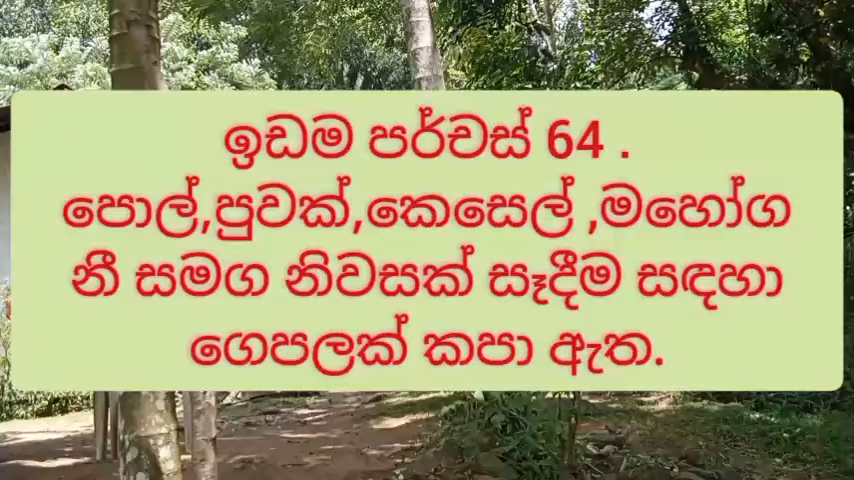 ඉඩම පර්චස් 64 .
පොල්,පුවක්,කෙසෙල් ,මහෝග
නී සමග නිවසක් සෑදීම සඳහා
ගෙපලක් කපා ඇත.